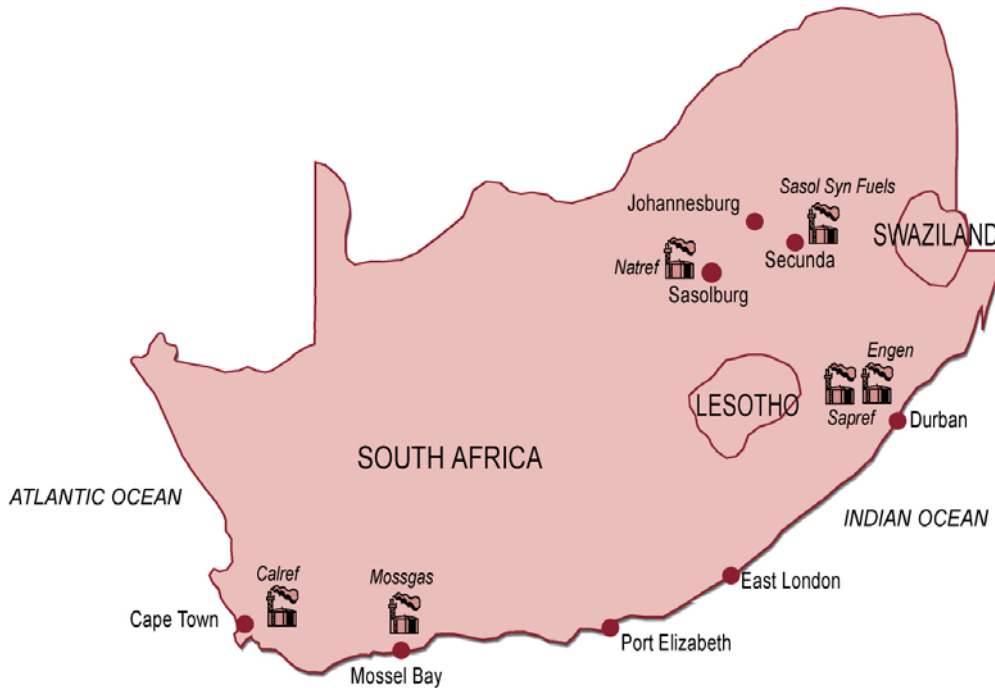 Sasol Syn Fuels
Johannesburg
SWAZILAND
Secunda
Natref
Sasolburg
Engen
LESOTHO
Sapref
Durban
SOUTH AFRICA
ATLANTIC OCEAN
INDIAN OCEAN
Calref
Mossgas
East London
Cape Town
Port Elizabeth
Mossel Bay